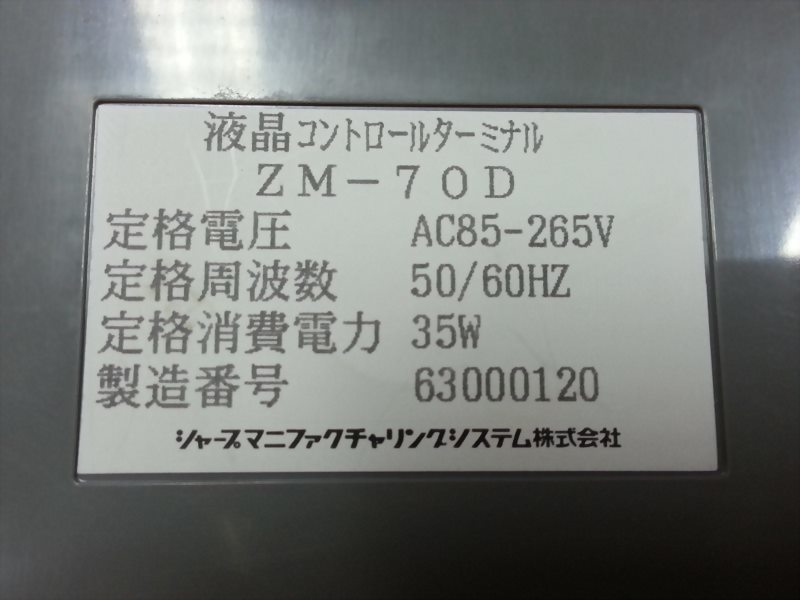 液晶コントロールターミナル
ZM-70D
定格電圧 AC85-265V
定格周波数 50/60HZ
定格消費電力 35W
製造番号 63000120
シャープマニファクチャリングシステム株式会社